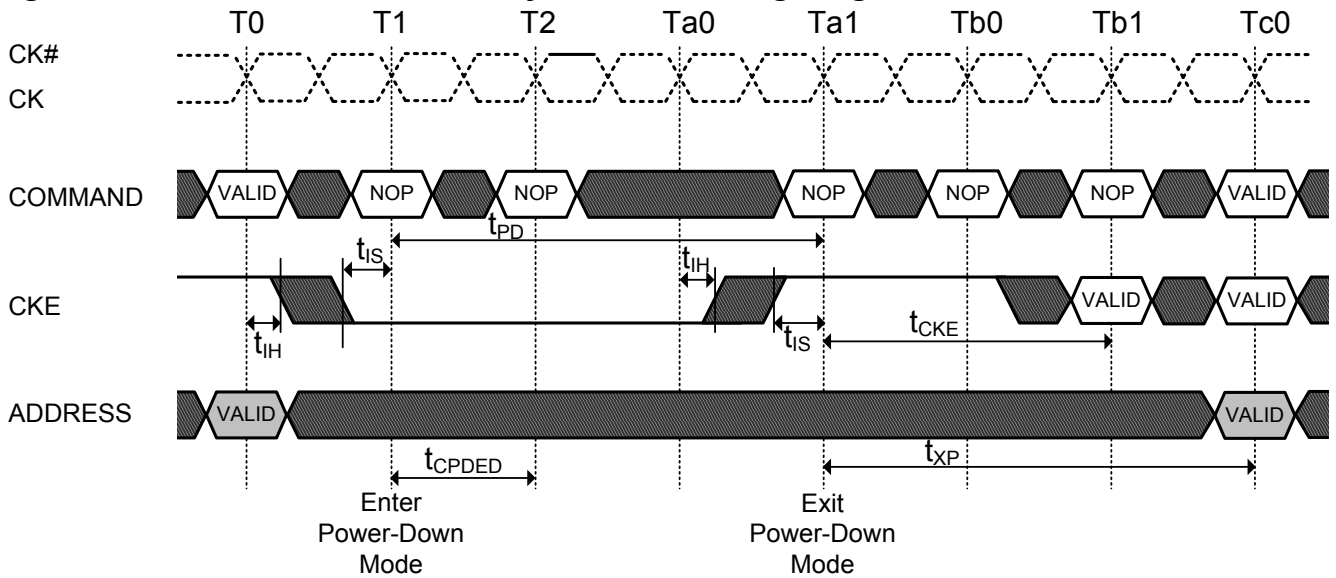 T0 T1 T2 Ta0 Ta1 Tb0 Tb1 Tc0
CK#
CK
COMMAND VALID NOP NOP NOP NOP NOP VALID
tPD
tIS tIH
CKE VALID VALID
tIH tIS tCKE
ADDRESS VALID VALID
tCPDED tXP
Enter
Power-Down
Mode
Exit
Power-Down
Mode